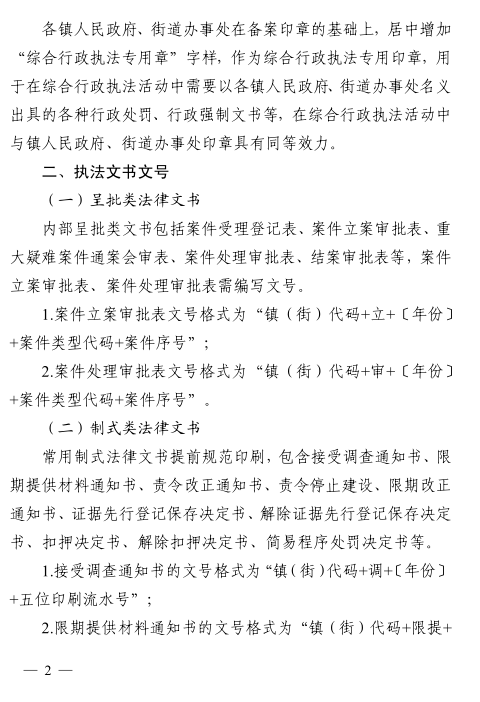 各镇人民政府、街道办事处在备案印章的基础上，居中增加
“综合行政执法专用章”字样，作为综合行政执法专用印章，用
于在综合行政执法活动中需要以各镇人民政府、街道办事处名义
出具的各种行政处罚、行政强制文书等，在综合行政执法活动中
与镇人民政府、街道办事处印章具有同等效力。
二、执法文书文号
（一）呈批类法律文书
内部呈批类文书包括案件受理登记表、案件立案审批表、重
大疑难案件通案会审表、案件处理审批表、结案审批表等，案件
立案审批表、案件处理审批表需编写文号。
1.案件立案审批表文号格式为“镇（街）代码+立+〔年份〕
+案件类型代码+案件序号”；
2.案件处理审批表文号格式为“镇（街）代码+审+〔年份〕
+案件类型代码+案件序号”。
（二）制式类法律文书
常用制式法律文书提前规范印刷，包含接受调查通知书、限
期提供材料通知书、责令改正通知书、责令停止建设、限期改正
通知书、证据先行登记保存决定书、解除证据先行登记保存决定
书、扣押决定书、解除扣押决定书、简易程序处罚决定书等。
1.接受调查通知书的文号格式为“镇（街）代码+调+〔年份〕
+五位印刷流水号”；
2.限期提供材料通知书的文号格式为“镇（街）代码+限提+
— 2 —